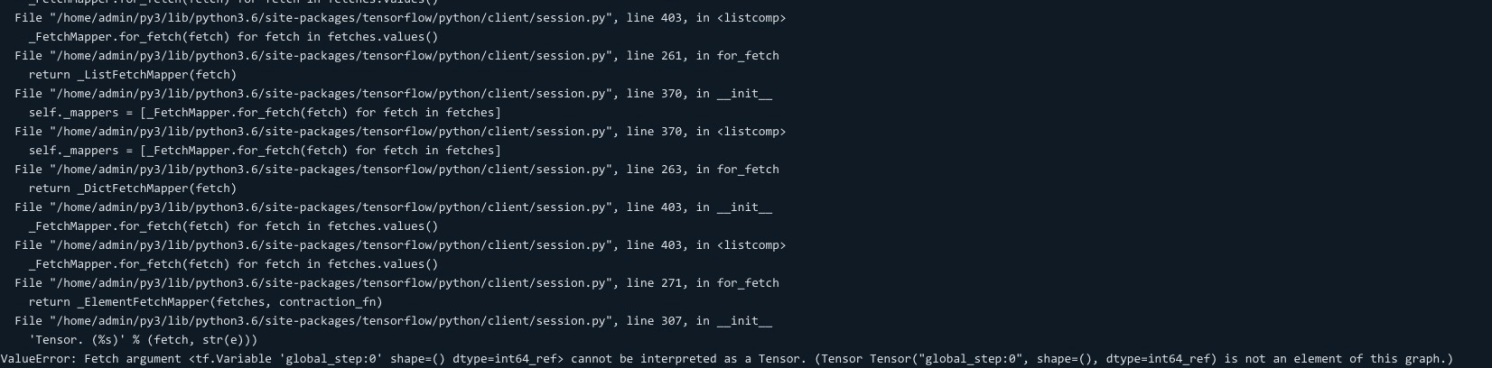 _FetchMapper.for_fetch(fetch) for fetch in fetches.values()
File "/home/admin/py3/lib/python3.6/site-packages/tensorflow/python/client/session.py", line 403, in <listcomp>
_FetchMapper.for_fetch(fetch) for fetch in fetches.values()
File "/home/admin/py3/lib/python3.6/site-packages/tensorflow/python/client/session.py", line 261, in for_fetch
return _ListFetchMapper(fetch)
File "/home/admin/py3/lib/python3.6/site-packages/tensorflow/python/client/session.py", line 370, in __init__
self._mappers = [_FetchMapper.for_fetch(fetch) for fetch in fetches]
File "/home/admin/py3/lib/python3.6/site-packages/tensorflow/python/client/session.py", line 370, in <listcomp>
self._mappers = [_FetchMapper.for_fetch(fetch) for fetch in fetches]
File "/home/admin/py3/lib/python3.6/site-packages/tensorflow/python/client/session.py", line 263, in for_fetch
return _DictFetchMapper(fetch)
File "/home/admin/py3/lib/python3.6/site-packages/tensorflow/python/client/session.py", line 403, in __init__
_FetchMapper.for_fetch(fetch) for fetch in fetches.values()
File "/home/admin/py3/lib/python3.6/site-packages/tensorflow/python/client/session.py", line 403, in <listcomp>
_FetchMapper.for_fetch(fetch) for fetch in fetches.values()
File "/home/admin/py3/lib/python3.6/site-packages/tensorflow/python/client/session.py", line 271, in for_fetch
return _ElementFetchMapper(fetches, contraction_fn)
File "/home/admin/py3/lib/python3.6/site-packages/tensorflow/python/client/session.py", line 307, in __init__
'Tensor. (%s)' % (fetch, str(e)))
ValueError: Fetch argument <tf.Variable 'global_step:0' shape=() dtype=int64_ref> cannot be interpreted as a Tensor. (Tensor Tensor("global_step:0", shape=(), dtype=int64_ref) is not an element of this graph.)